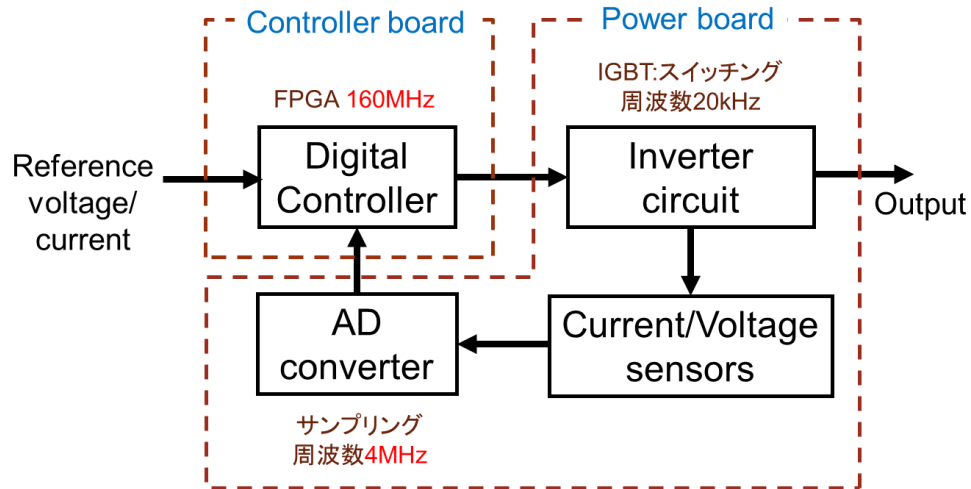 Controller board
Power board
FPGA 160MHz
IGBT:スイッチング
周波数20kHz
Reference
voltage/
current
Digital
Controller
Inverter
circuit
Output
AD
converter
Current/Voltage
sensors
サンプリング
周波数4MHz